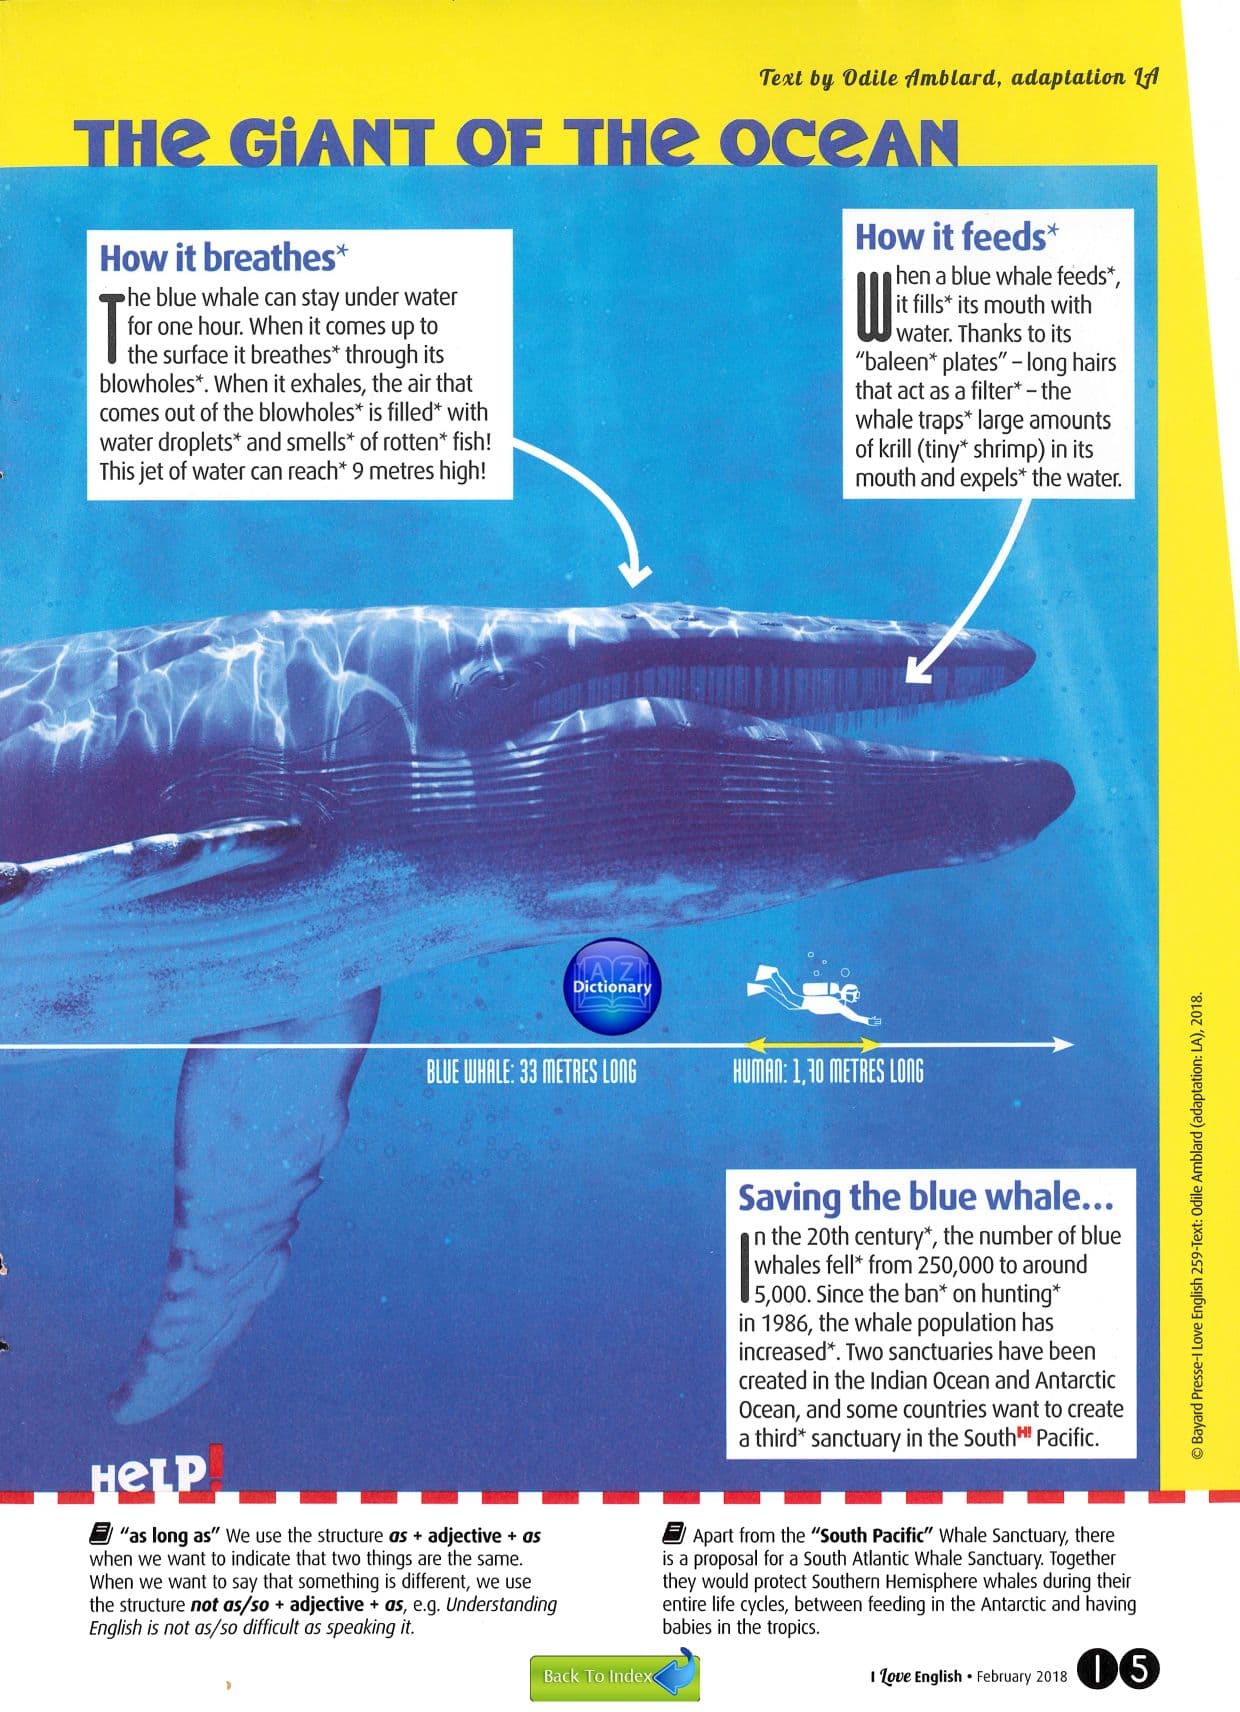 Text by Odile Amblard, adaptation LA
THE GIANT OF THE OCEAN
How it breathes*
The blue whale can stay under water
for one hour. When it comes up to
the surface it breathes* through its
blowholes*. When it exhales, the air that
comes out of the blowholes* is filled* with
water droplets* and smells* of rotten* fish!
This jet of water can reach* 9 metres high!
How it feeds*
When a blue whale feeds*,
it fills* its mouth with
water. Thanks to its
“baleen* plates” – long hairs
that act as a filter* – the
whale traps* large amounts
of krill (tiny* shrimp) in its
mouth and expels* the water.
A Z
Dictionary
BLUE WHALE: 33 METRES LONG
HUMAN: 1,70 METRES LONG
Saving the blue whale...
In the 20th century*, the number of blue
whales fell* from 250,000 to around
5,000. Since the ban* on hunting*
in 1986, the whale population has
increased*. Two sanctuaries have been
created in the Indian Ocean and Antarctic
Ocean, and some countries want to create
a third* sanctuary in the South H! Pacific.
© Bayard Presse-I Love English 259-Text: Odile Amblard (adaptation: LA), 2018.
HELP!
“as long as” We use the structure as + adjective + as
when we want to indicate that two things are the same.
When we want to say that something is different, we use
the structure not as/so + adjective + as, e.g. Understanding
English is not as/so difficult as speaking it.
Apart from the “South Pacific” Whale Sanctuary, there
is a proposal for a South Atlantic Whale Sanctuary. Together
they would protect Southern Hemisphere whales during their
entire life cycles, between feeding in the Antarctic and having
babies in the tropics.
Back To Index
I Love English • February 2018 15